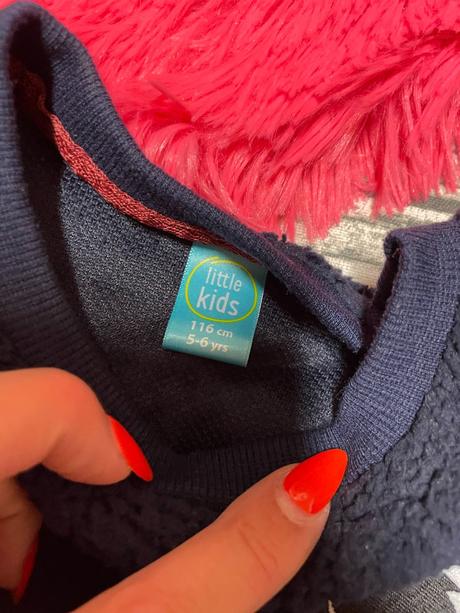 little
kids
116 cm
5-6 yrs